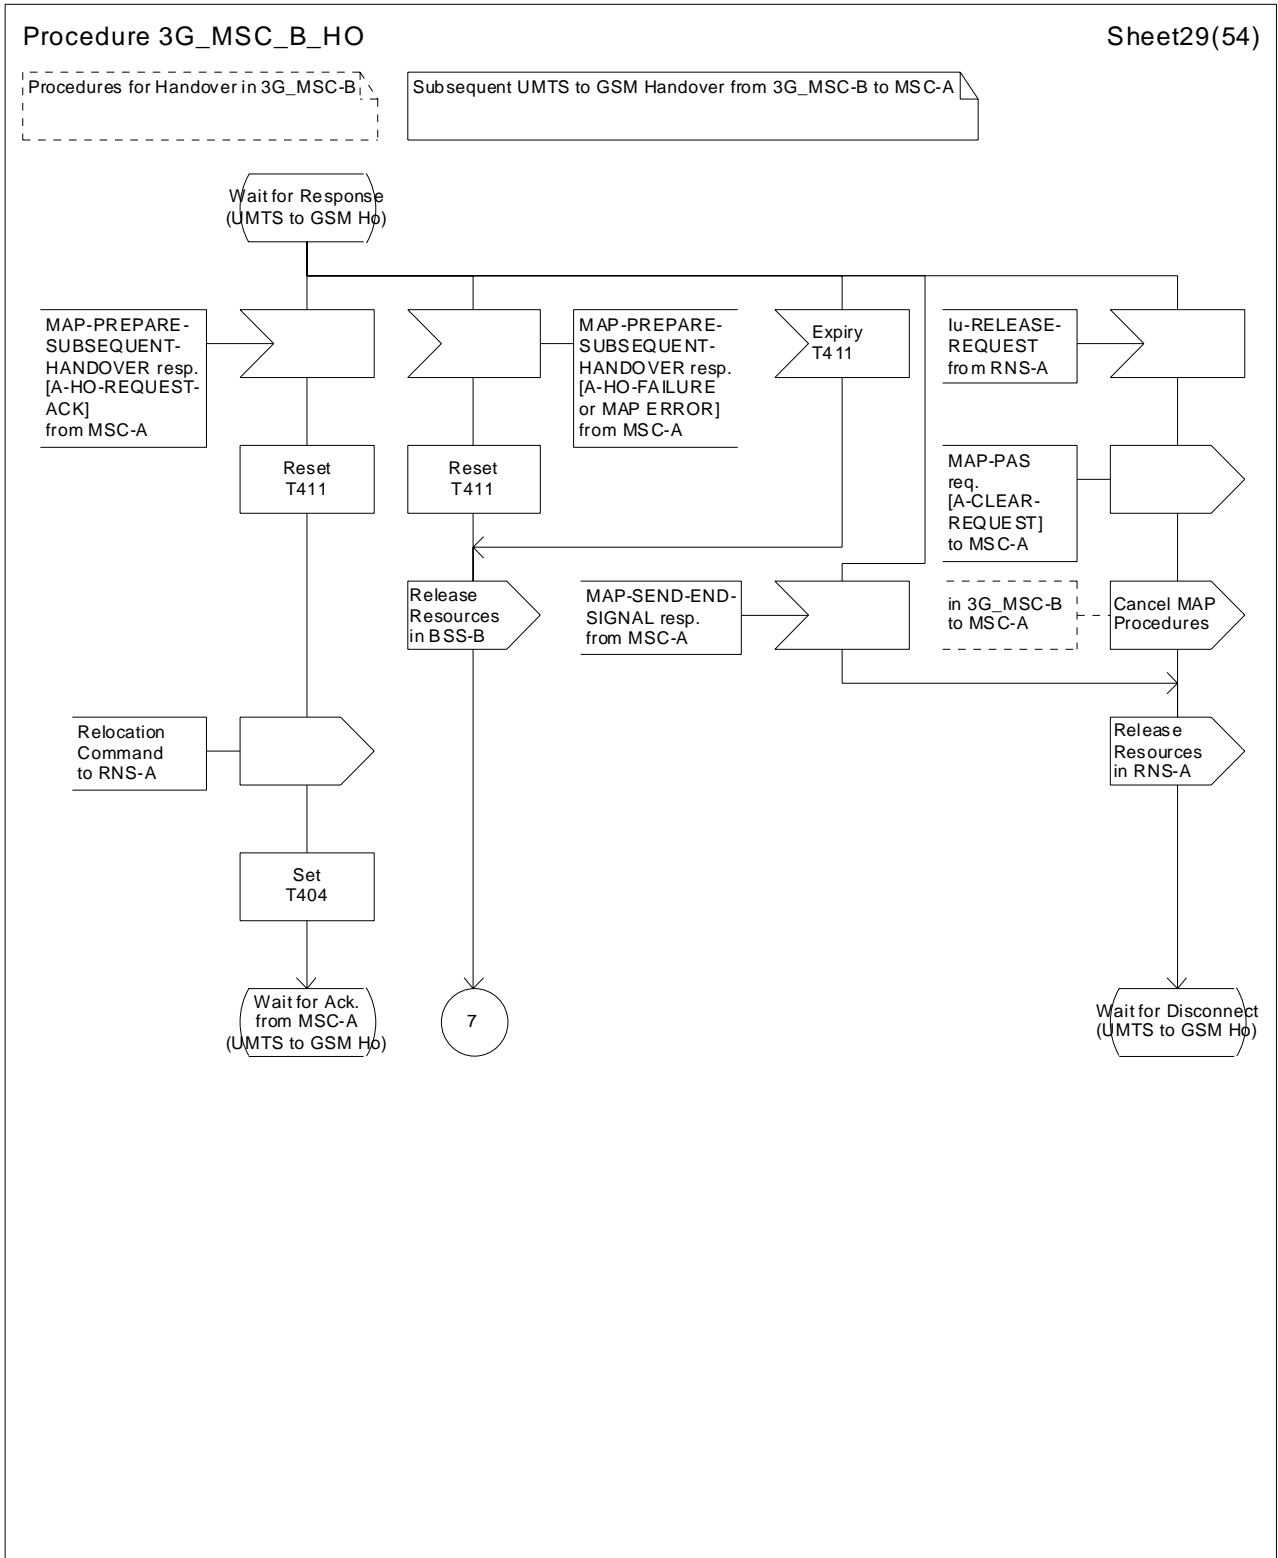 Procedure 3G_MSC_B_HO
Sheet29(54)
Procedures for Handover in 3G_MSC-B
Subsequent UMTS to GSM Handover from 3G_MSC-B to MSC-A
Wait for Response
(UMTS to GSM Ho)
MAP-PREPARE-
SUBSEQUENT-
HANDOVER resp.
[A-HO-REQUEST-
ACK]
from MSC-A
MAP-PREPARE-
SUBSEQUENT-
HANDOVER resp.
[A-HO-FAILURE
or MAP ERROR]
from MSC-A
Expiry
T411
Iu-RELEASE-
REQUEST
from RNS-A
Reset
T411
Reset
T411
MAP-PAS
req.
[A-CLEAR-
REQUEST]
to MSC-A
Release
Resources
in BSS-B
MAP-SEND-END-
SIGNAL resp.
from MSC-A
in 3G_MSC-B
to MSC-A
Cancel MAP
Procedures
Relocation
Command
to RNS-A
Release
Resources
in RNS-A
Set
T404
Wait for Ack.
from MSC-A
(UMTS to GSM Ho)
7
Wait for Disconnect
(UMTS to GSM Ho)